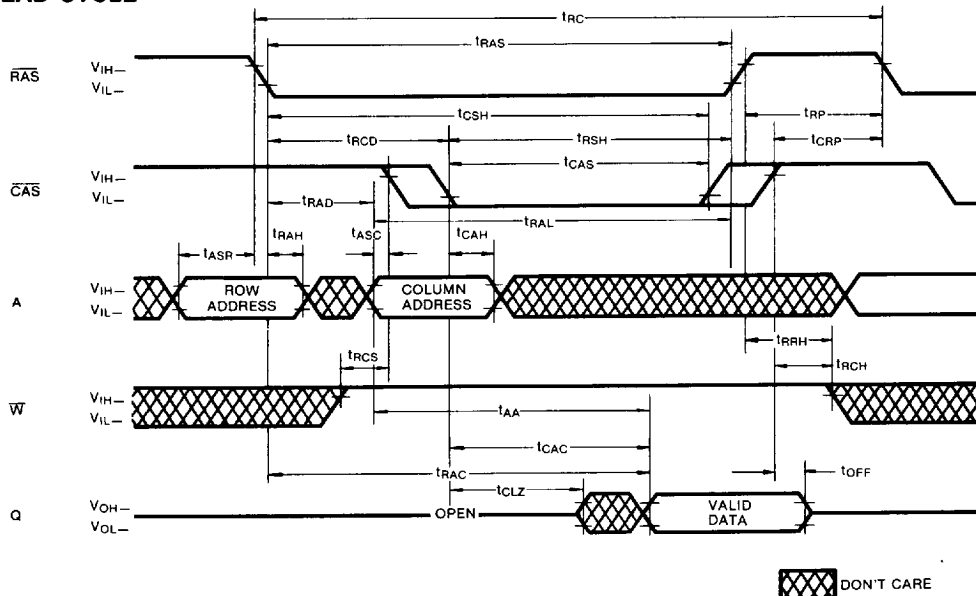 EAD CYCLE
tRC
tRAS
RAS
VIH—
VIL—
tCSH
tRP
tRCD
tRSH
tCRP
tCAS
CAS
VIH—
VIL—
tRAD
tRAL
tASR
tRAH
tASC
tCAH
A
VIH—
VIL—
ROW
ADDRESS
COLUMN
ADDRESS
tRRH
tRCS
tRCH
W
VIH—
VIL—
tAA
tCAC
tRAC
tOFF
tCLZ
Q
VOH—
VOL—
OPEN
VALID
DATA
DON'T CARE